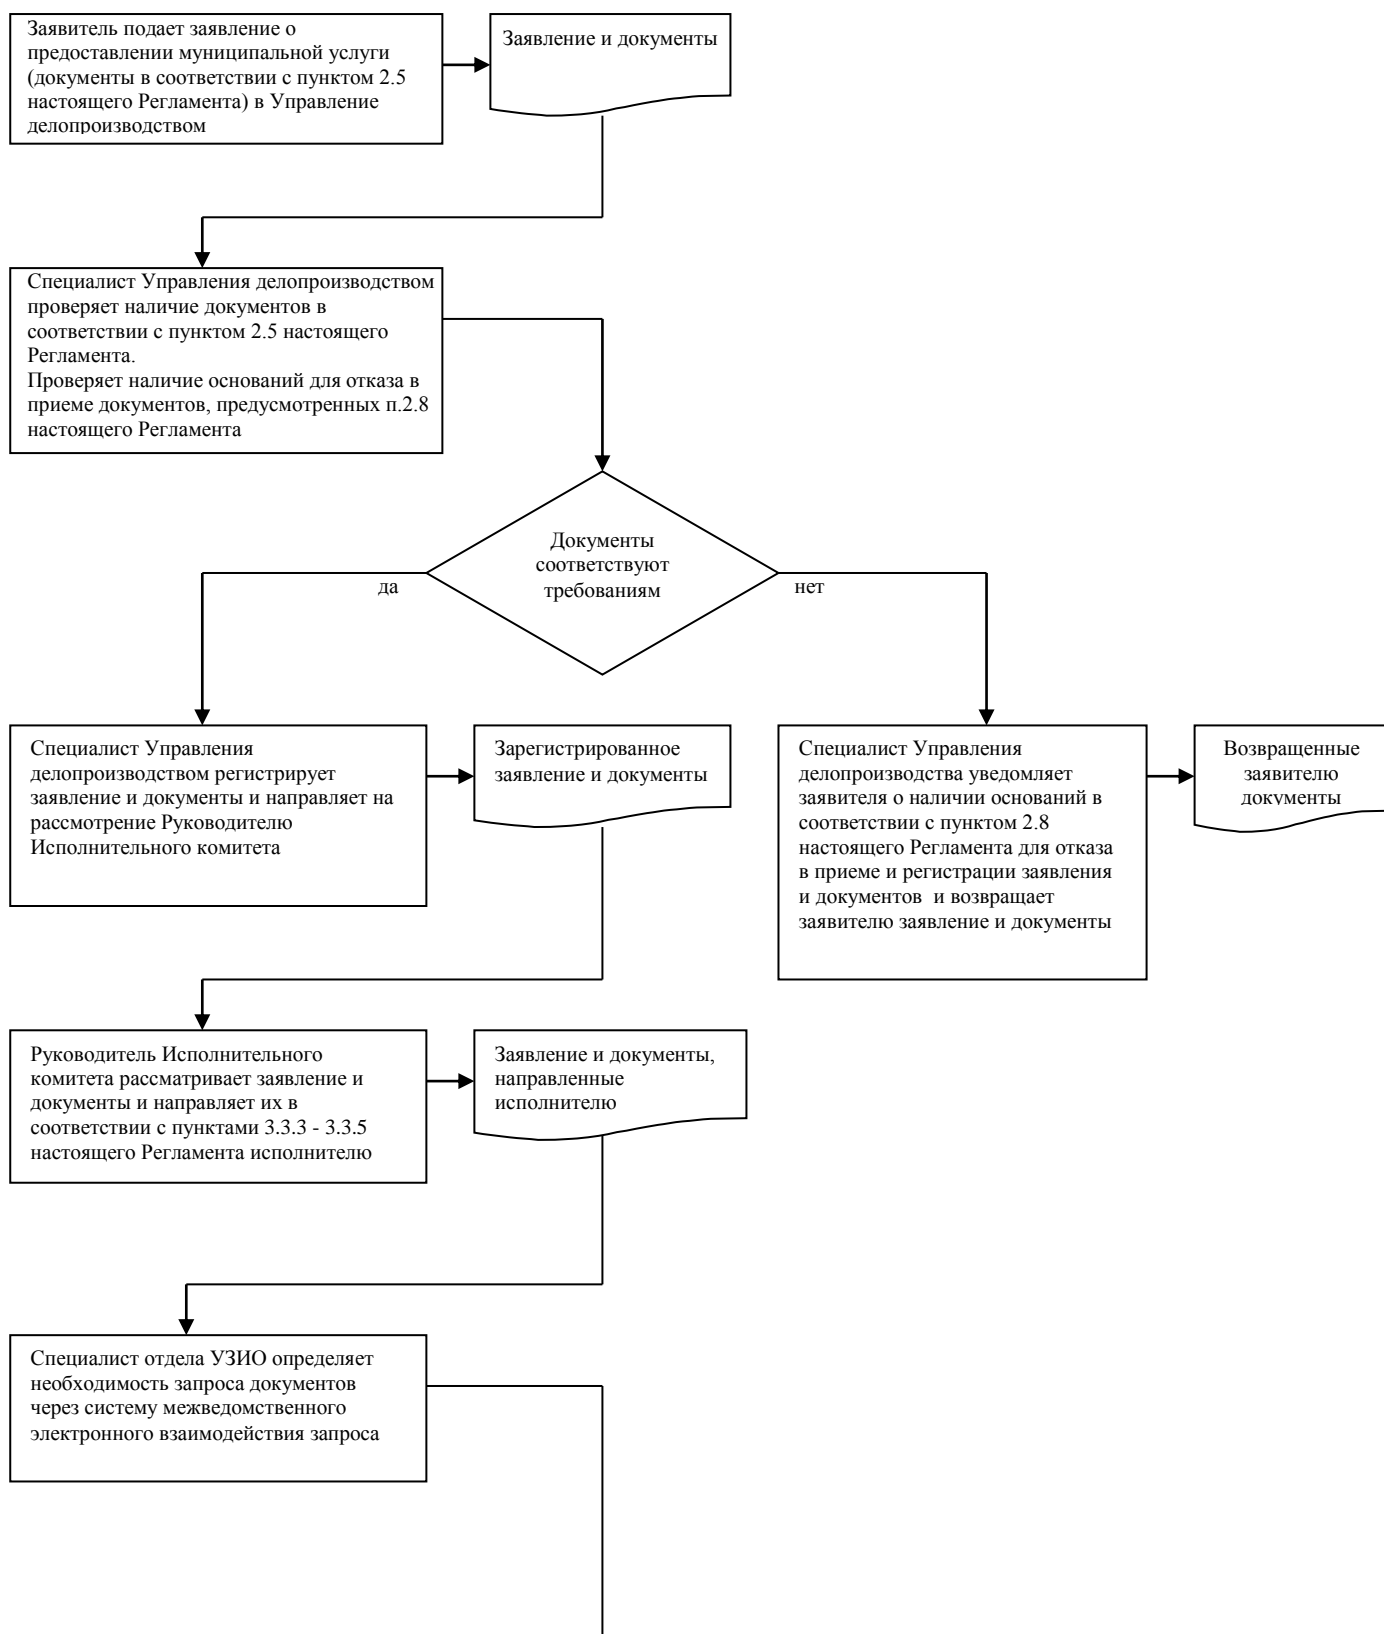 Заявитель подает заявление о
предоставлении муниципальной услуги
(документы в соответствии с пунктом 2.5
настоящего Регламента) в Управление
делопроизводством
Заявление и документы
Специалист Управления делопроизводством
проверяет наличие документов в
соответствии с пунктом 2.5 настоящего
Регламента.
Проверяет наличие оснований для отказа в
приеме документов, предусмотренных п.2.8
настоящего Регламента
Документы
соответствуют
требованиям
да
нет
Специалист Управления
делопроизводством регистрирует
заявление и документы и направляет на
рассмотрение Руководителю
Исполнительного комитета
Зарегистрированное
заявление и документы
Специалист Управления
делопроизводства уведомляет
заявителя о наличии оснований в
соответствии с пунктом 2.8
настоящего Регламента для отказа
в приеме и регистрации заявления
и документов  и возвращает
заявителю заявление и документы
Возвращенные
заявителю
документы
Руководитель Исполнительного
комитета рассматривает заявление и
документы и направляет их в
соответствии с пунктами 3.3.3 - 3.3.5
настоящего Регламента исполнителю
Заявление и документы,
направленные
исполнителю
Специалист отдела УЗИО определяет
необходимость запроса документов
через систему межведомственного
электронного взаимодействия запроса